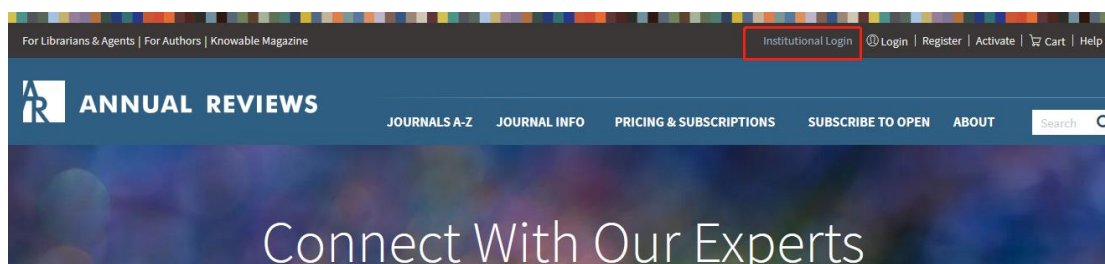 For Librarians & Agents | For Authors | Knowable Magazine
Institutional Login Login | Register | Activate | Cart | Help
AR ANNUAL REVIEWS
JOURNALS A-Z JOURNAL INFO PRICING & SUBSCRIPTIONS SUBSCRIBE TO OPEN ABOUT Search
Connect With Our Experts